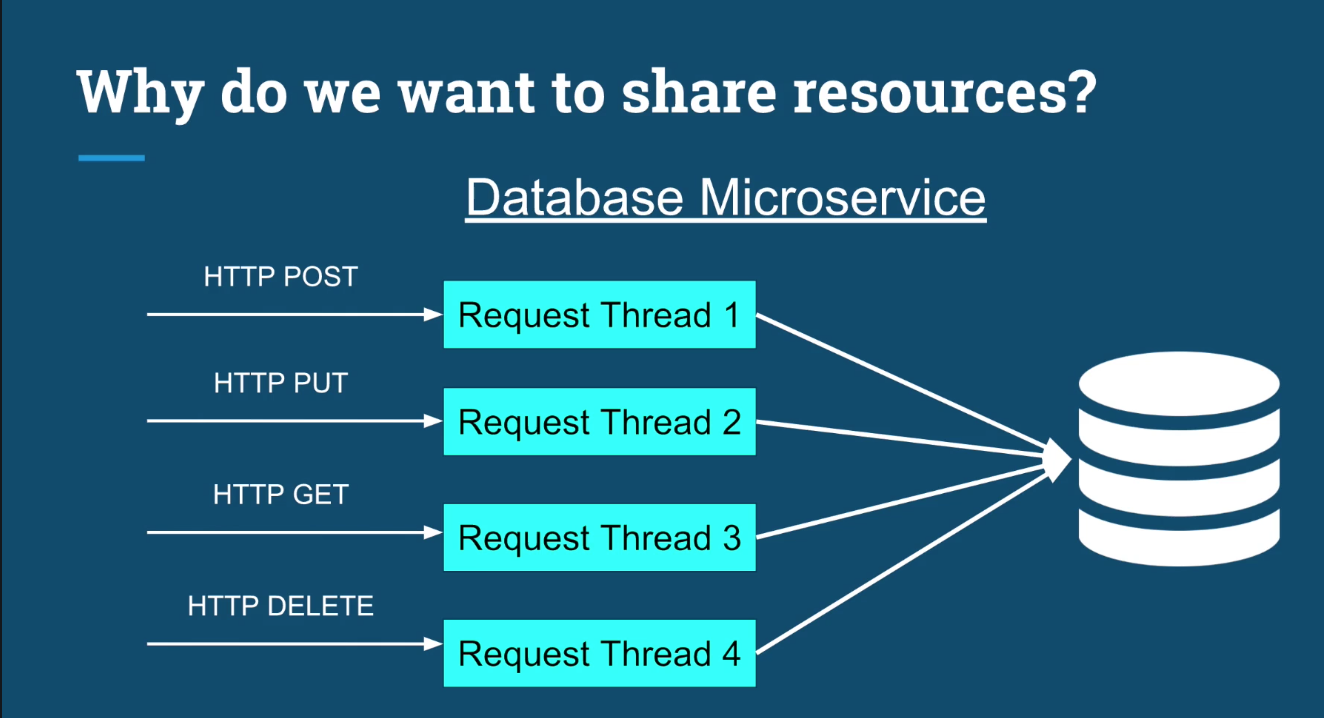 Why do we want to share resources?
Database Microservice
HTTP POST
Request Thread 1
HTTP PUT
Request Thread 2
HTTP GET
Request Thread 3
HTTP DELETE
Request Thread 4